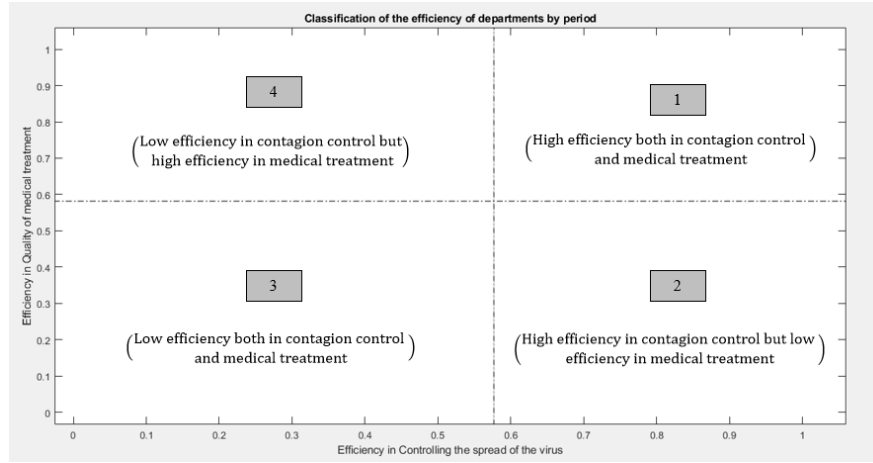 Classification of the efficiency of departments by period
Efficiency in Quality of medical treatment
1
0.9
0.8
0.7
0.6
0.5
0.4
0.3
0.2
0.1
0
4
(Low efficiency in contagion control but
high efficiency in medical treatment)
1
(High efficiency both in contagion control
and medical treatment)
3
(Low efficiency both in contagion control
and medical treatment)
2
(High efficiency in contagion control but low
efficiency in medical treatment)
0 0.1 0.2 0.3 0.4 0.5 0.6 0.7 0.8 0.9 1
Efficiency in Controlling the spread of the virus